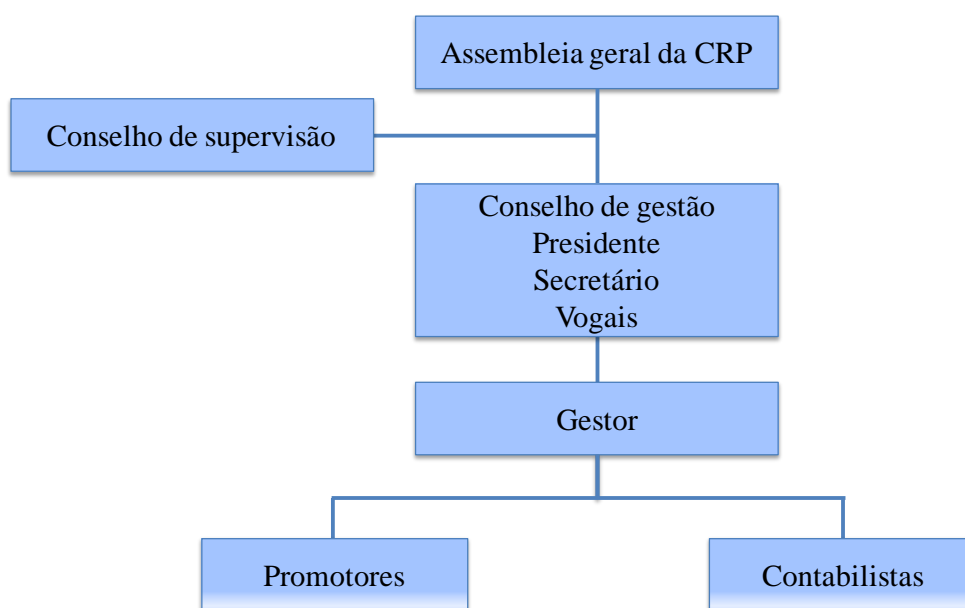 Assembleia geral da CRP
Conselho de supervisão
Conselho de gestão
Presidente
Secretário
Vogais
Gestor
Promotores
Contabilistas